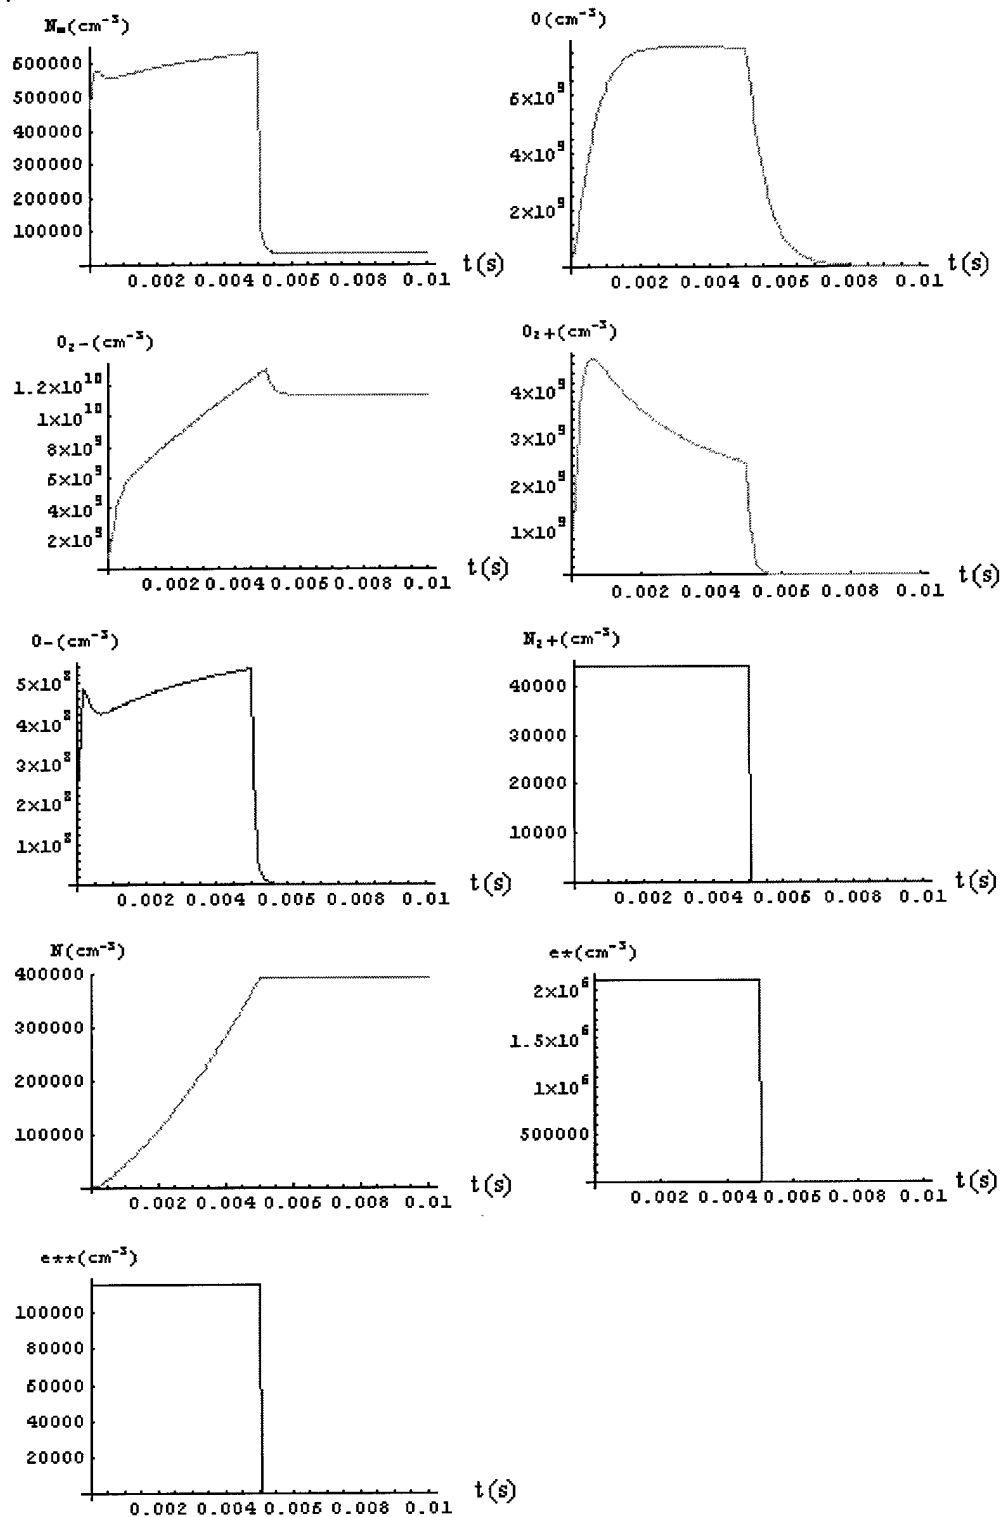 Nₘ(cm⁻³)
600000
500000
400000
300000
200000
100000
0.002 0.004 0.006 0.008 0.01
t(s)
O(cm⁻³)
6×10⁹
4×10⁹
2×10⁹
0.002 0.004 0.006 0.008 0.01
t(s)
O₂-(cm⁻³)
1.2×10¹⁰
1×10¹⁰
8×10⁹
6×10⁹
4×10⁹
2×10⁹
0.002 0.004 0.006 0.008 0.01
t(s)
O₂+(cm⁻³)
4×10⁹
3×10⁹
2×10⁹
1×10⁹
0.002 0.004 0.006 0.008 0.01
t(s)
O-(cm⁻³)
5×10⁸
4×10⁸
3×10⁸
2×10⁸
1×10⁸
0.002 0.004 0.006 0.008 0.01
t(s)
N₂+(cm⁻³)
40000
30000
20000
10000
0.002 0.004 0.006 0.008 0.01
t(s)
N(cm⁻³)
400000
300000
200000
100000
0.002 0.004 0.006 0.008 0.01
t(s)
e*(cm⁻³)
2×10⁶
1.5×10⁶
1×10⁶
500000
0.002 0.004 0.006 0.008 0.01
t(s)
e**(cm⁻³)
100000
80000
60000
40000
20000
0.002 0.004 0.006 0.008 0.01
t(s)